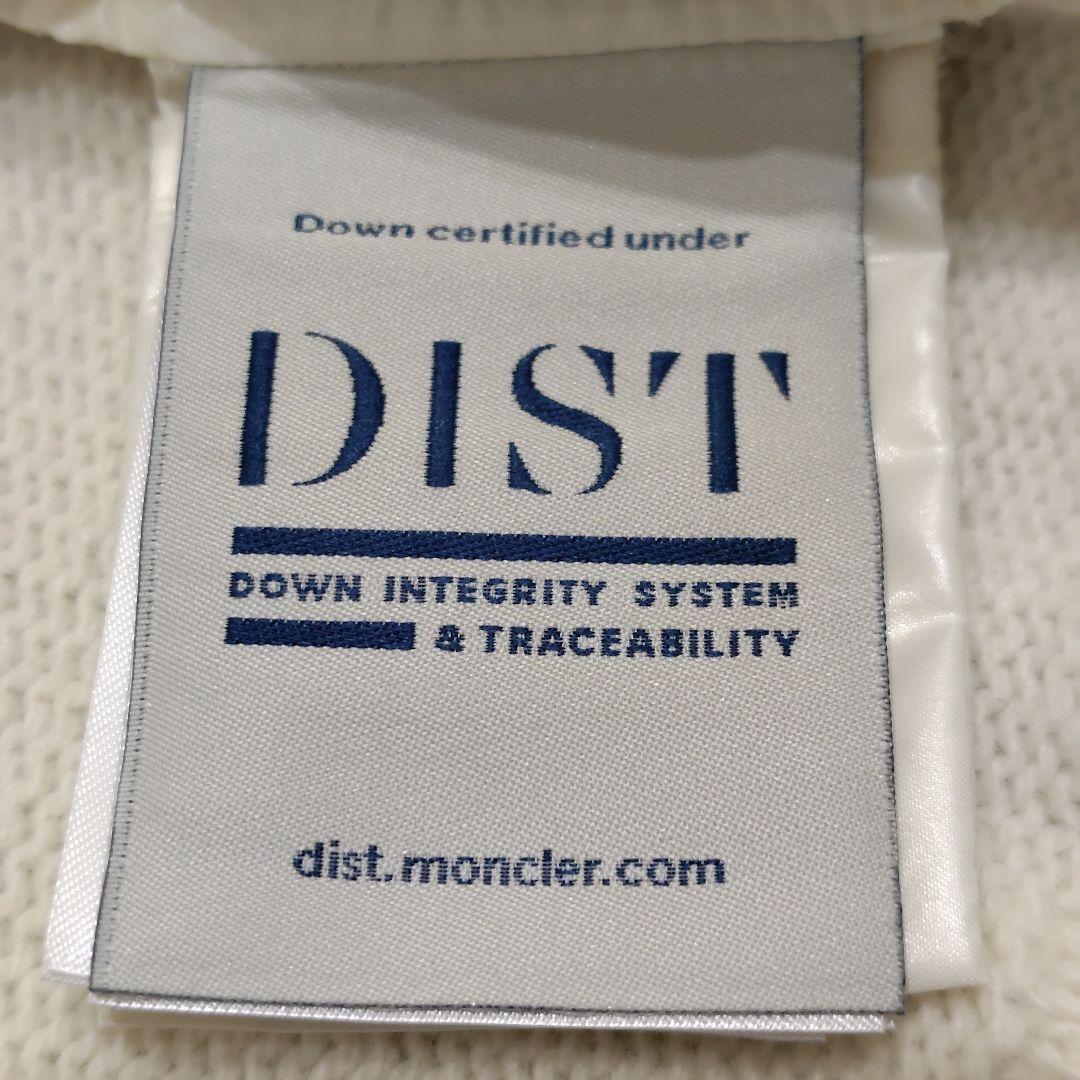 Down certified under
DIST
DOWN INTEGRITY SYSTEM
& TRACEABILITY
dist.moncler.com